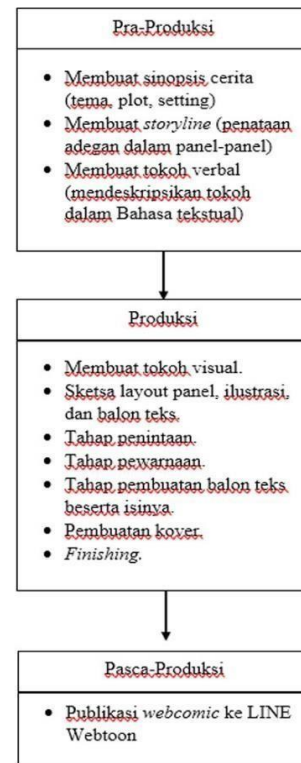 Pra-Produksi
• Membuat sinopsis cerita
(tema, plot, setting)
• Membuat storyline (penataan
adegan dalam panel-panel)
• Membuat tokoh verbal
(mendeskripsikan tokoh
dalam Bahasa tekstual)
Produksi
• Membuat tokoh visual.
• Sketsa layout panel, ilustrasi,
dan balon teks.
• Tahap penintaan.
• Tahap pewarnaan.
• Tahap pembuatan balon teks
beserta isinya.
• Pembuatan kover.
• Finishing.
Pasca-Produksi
• Publikasi webcomic ke LINE
Webtoon